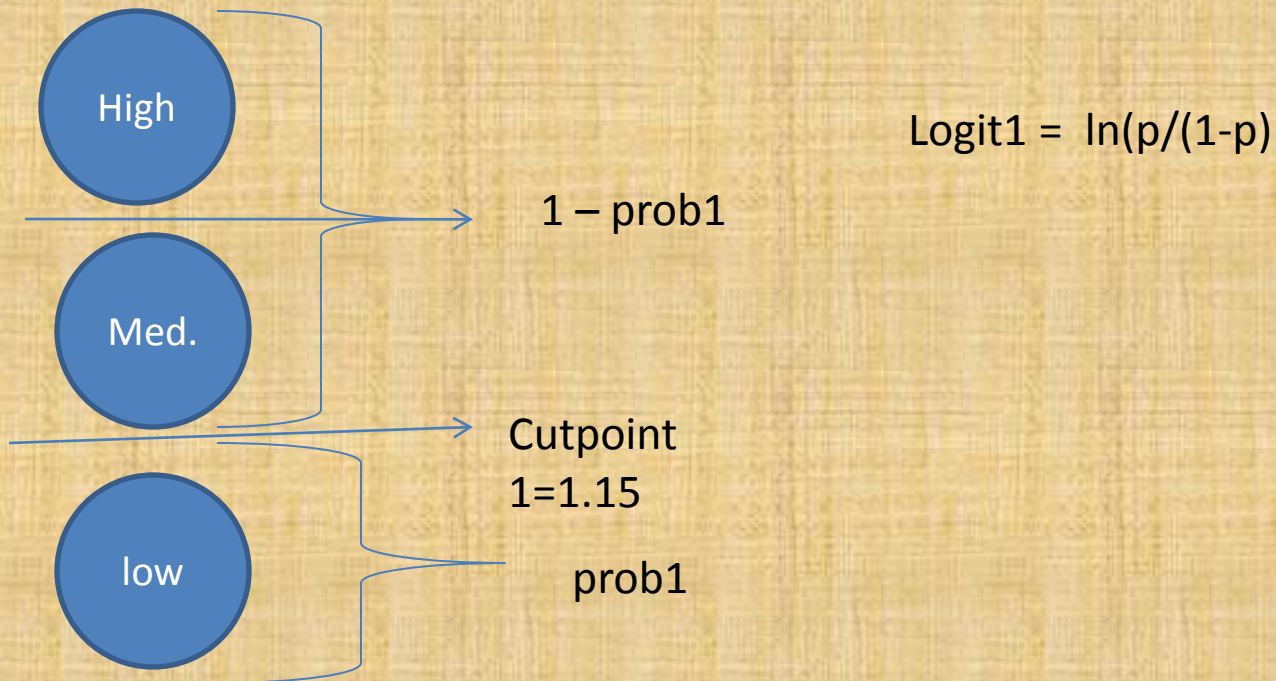 High
Logit1 = ln(p/(1-p)
1 – prob1
Med.
Cutpoint
1=1.15
low
prob1